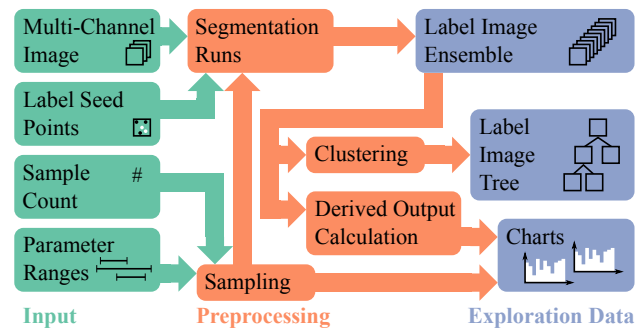 Multi-Channel
Image
Segmentation
Runs
Label Image
Ensemble
Label Seed
Points
Clustering
Label
Image
Tree
Sample
Count
#
Derived Output
Calculation
Parameter
Ranges
Sampling
Charts
Input
Preprocessing
Exploration Data